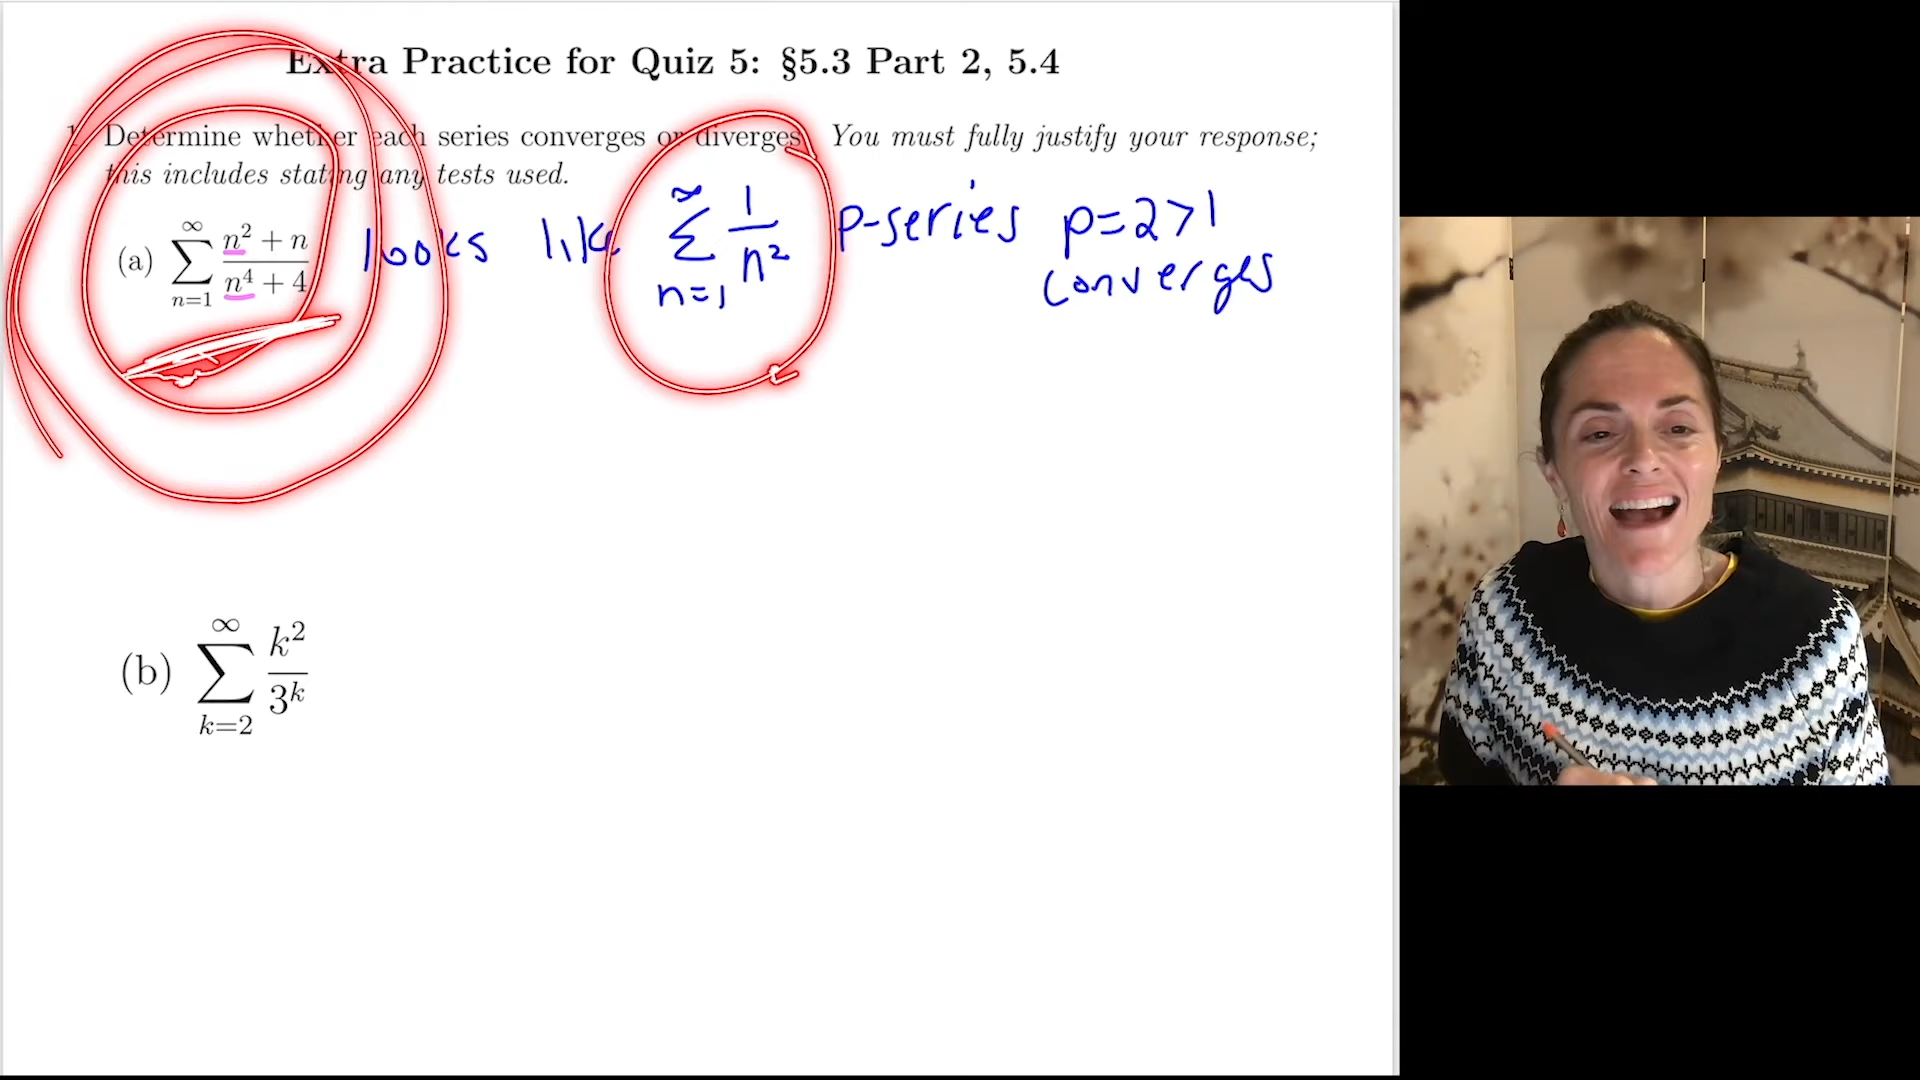 Extra Practice for Quiz 5: §5.3 Part 2, 5.4
1. Determine whether each series converges or diverges. You must fully justify your response;
this includes stating any tests used.
(a) ∑_{n=1}^{∞} (n² + n)/(n⁴ + 4) looks like ∑_{n=1}^{∞} 1/n² p-series p=2>1
converges
(b) ∑_{k=2}^{∞} k²/3^k